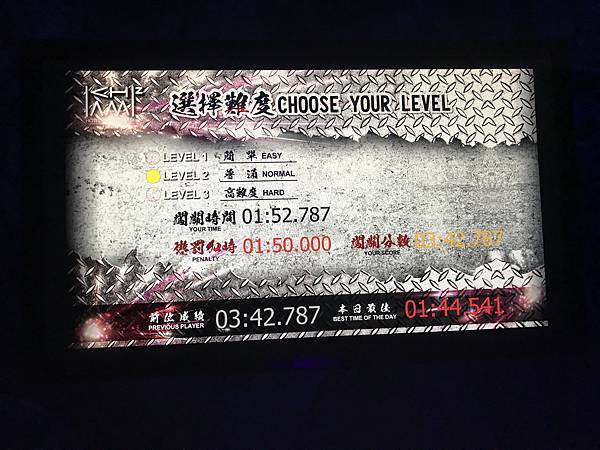 選擇難度 CHOOSE YOUR LEVEL
LEVEL 1 簡 單 EASY
LEVEL 2 普 通 NORMAL
LEVEL 3 高難度 HARD
闖關時間 01:52.787
YOUR TIME
懲罰加時 01:50.000 闖關分數 03:42.787
PENALTY YOUR SCORE
前位成績 03:42.787 本日最優 01:44.541
PREVIOUS PLAYER BEST TIME OF THE DAY